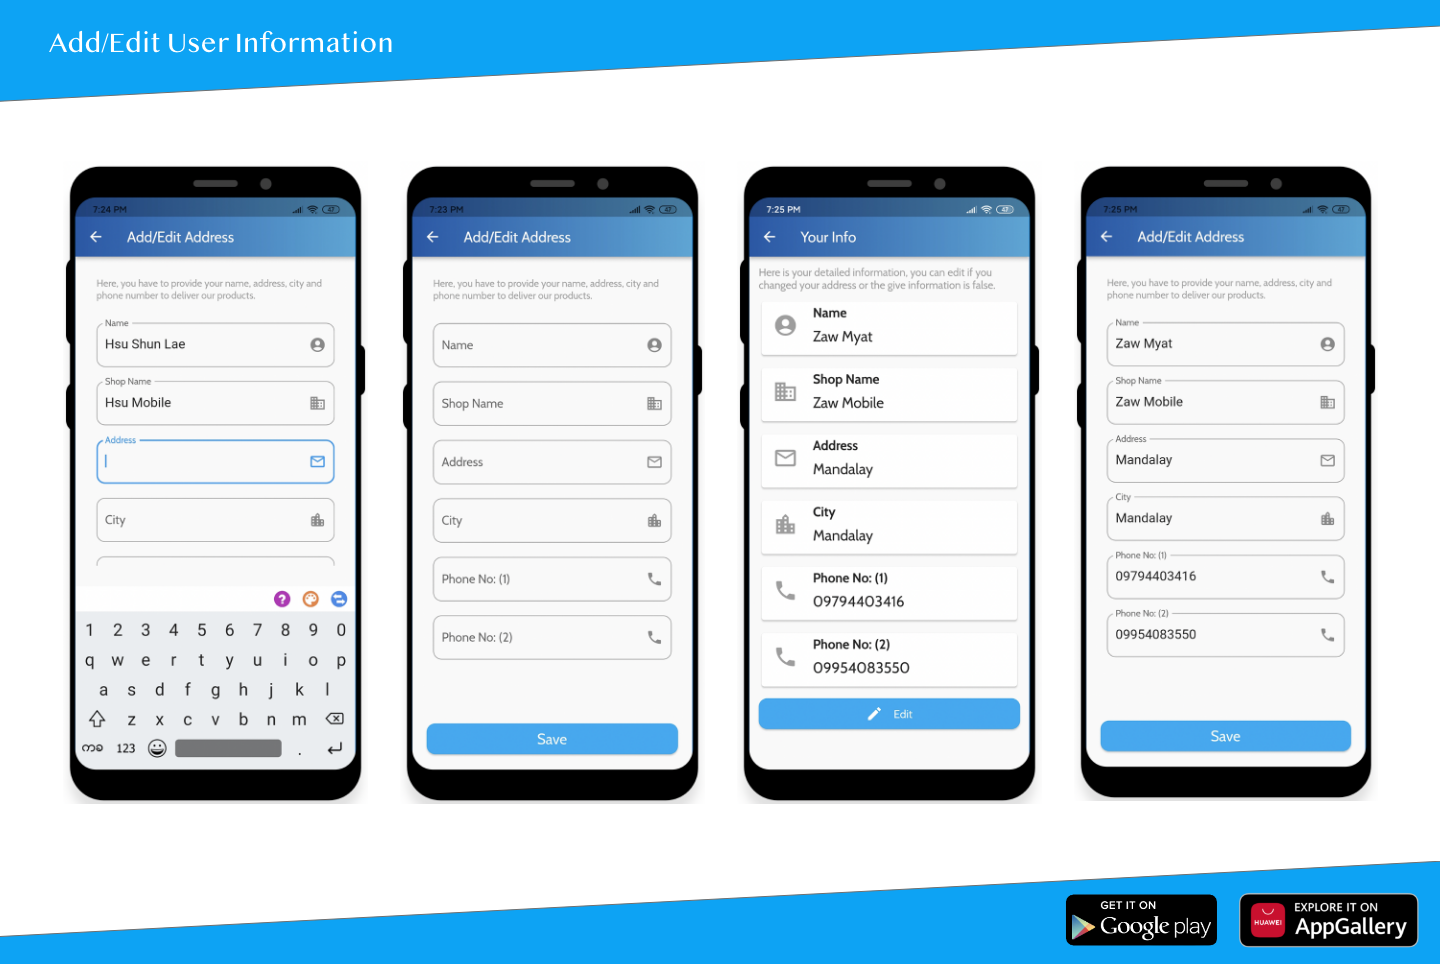 Add/Edit User Information
7:24 PM
47
Add/Edit Address
Here, you have to provide your name, address, city and
phone number to deliver our products.
Name
Hsu Shun Lae
Shop Name
Hsu Mobile
Address
City
?
1 2 3 4 5 6 7 8 9 0
q w e r t y u i o p
a s d f g h j k l
z x c v b n m
ကခ 123 .
7:23 PM
47
Add/Edit Address
Here, you have to provide your name, address, city and
phone number to deliver our products.
Name
Shop Name
Address
City
Phone No: (1)
Phone No: (2)
Save
7:25 PM
47
Your Info
Here is your detailed information, you can edit if you
changed your address or the give information is false.
Name
Zaw Myat
Shop Name
Zaw Mobile
Address
Mandalay
City
Mandalay
Phone No: (1)
09794403416
Phone No: (2)
09954083550
Edit
7:25 PM
47
Add/Edit Address
Here, you have to provide your name, address, city and
phone number to deliver our products.
Name
Zaw Myat
Shop Name
Zaw Mobile
Address
Mandalay
City
Mandalay
Phone No: (1)
09794403416
Phone No: (2)
09954083550
Save
GET IT ON
Google play
HUAWEI
EXPLORE IT ON
AppGallery